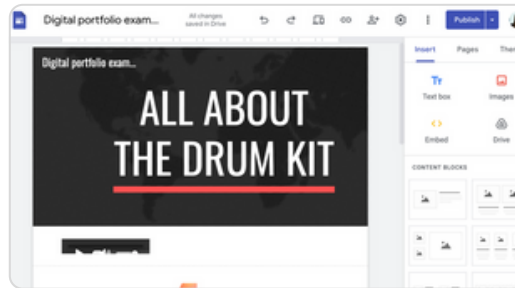 Digital portfolio exam...
All changes
saved in Drive
Publish
Insert
Pages
Ther
Text box
Images
Embed
Drive
CONTENT BLOCKS
Digital portfolio exam...
ALL ABOUT
THE DRUM KIT